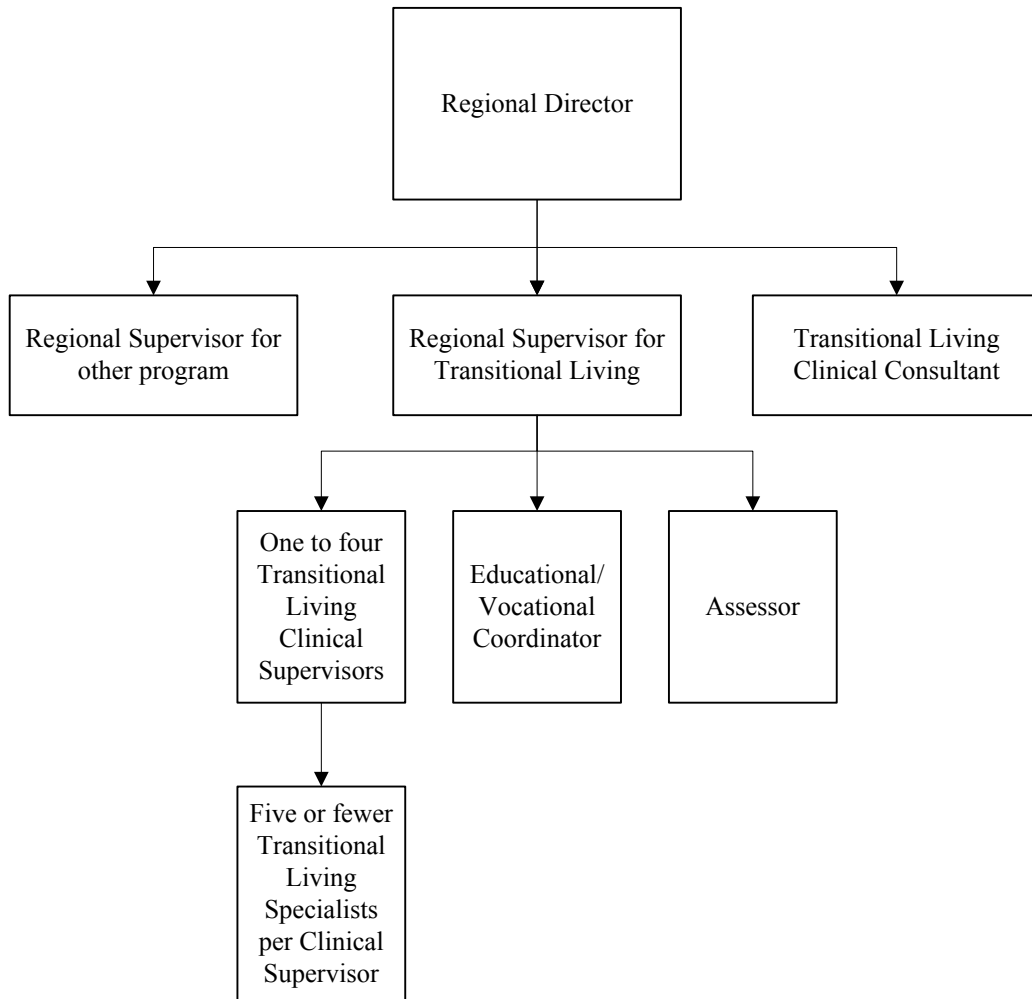 Regional Director
Regional Supervisor for
other program
Regional Supervisor for
Transitional Living
Transitional Living
Clinical Consultant
One to four
Transitional
Living
Clinical
Supervisors
Educational/
Vocational
Coordinator
Assessor
Five or fewer
Transitional
Living
Specialists
per Clinical
Supervisor